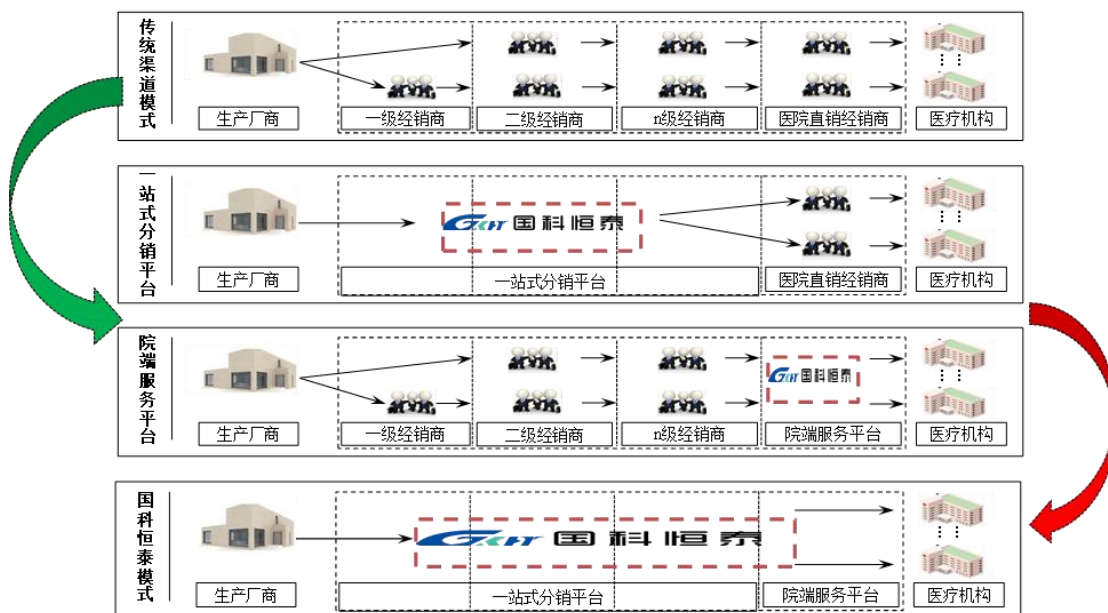 传统渠道模式
生产厂商
一级经销商
二级经销商
n级经销商
医院直销经销商
医疗机构
一站式分销平台
GKHT 国科恒泰
生产厂商
一站式分销平台
医院直销经销商
医疗机构
院端服务平台
GKHT 国科恒泰
生产厂商
一级经销商
二级经销商
n级经销商
院端服务平台
医疗机构
国科恒泰模式
GKHT 国科恒泰
生产厂商
一站式分销平台
院端服务平台
医疗机构